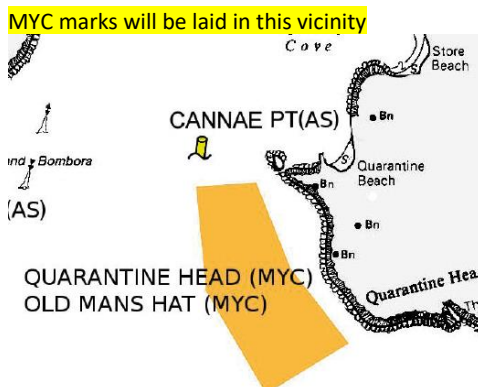 MYC marks will be laid in this vicinity
Cove
Store
Beach
S
Bn
CANNAE PT(AS)
Bombora
S
Quarantine
Beach
Bn
(AS)
Bn
Bn
QUARANTINE HEAD (MYC)
OLD MANS HAT (MYC)
Quarantine